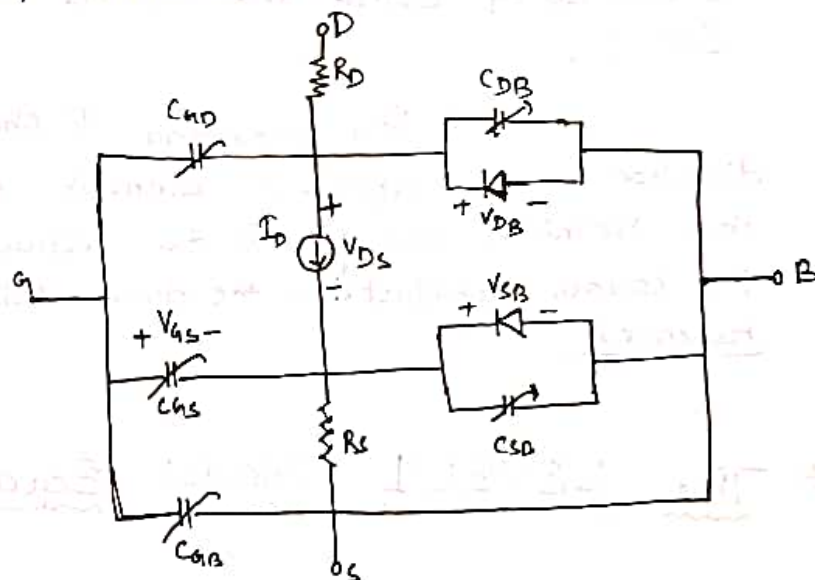 D
RD
CGD
CDB
+ VDB -
+
ID
VDS
-
G
B
+ VSB -
+ VGS -
CGS
CSB
RS
CGB
S